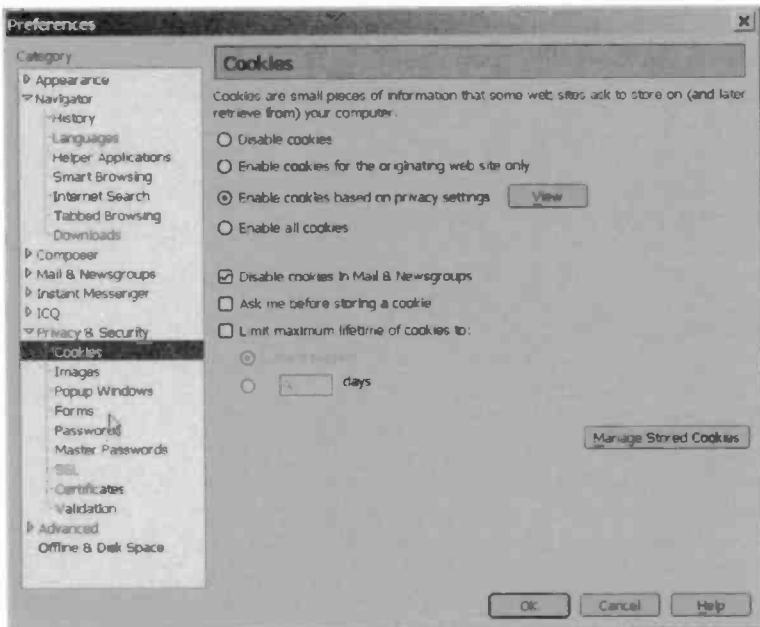 Preferences
Category
Appearance
Navigator
History
Languages
Helper Applications
Smart Browsing
Internet Search
Tabbed Browsing
Downloads
Composer
Mail & Newsgroups
Instant Messenger
ICQ
Privacy & Security
Cookies
Images
Popup Windows
Forms
Passwords
Master Passwords
SSL
Certificates
Validation
Advanced
Offline & Disk Space
Cookies
Cookies are small pieces of information that some web sites ask to store on (and later
retrieve from) your computer.
Disable cookies
Enable cookies for the originating web site only
Enable cookies based on privacy settings View
Enable all cookies
Disable cookies in Mail & Newsgroups
Ask me before storing a cookie
Limit maximum lifetime of cookies to:
days
Manage Stored Cookies
OK Cancel Help